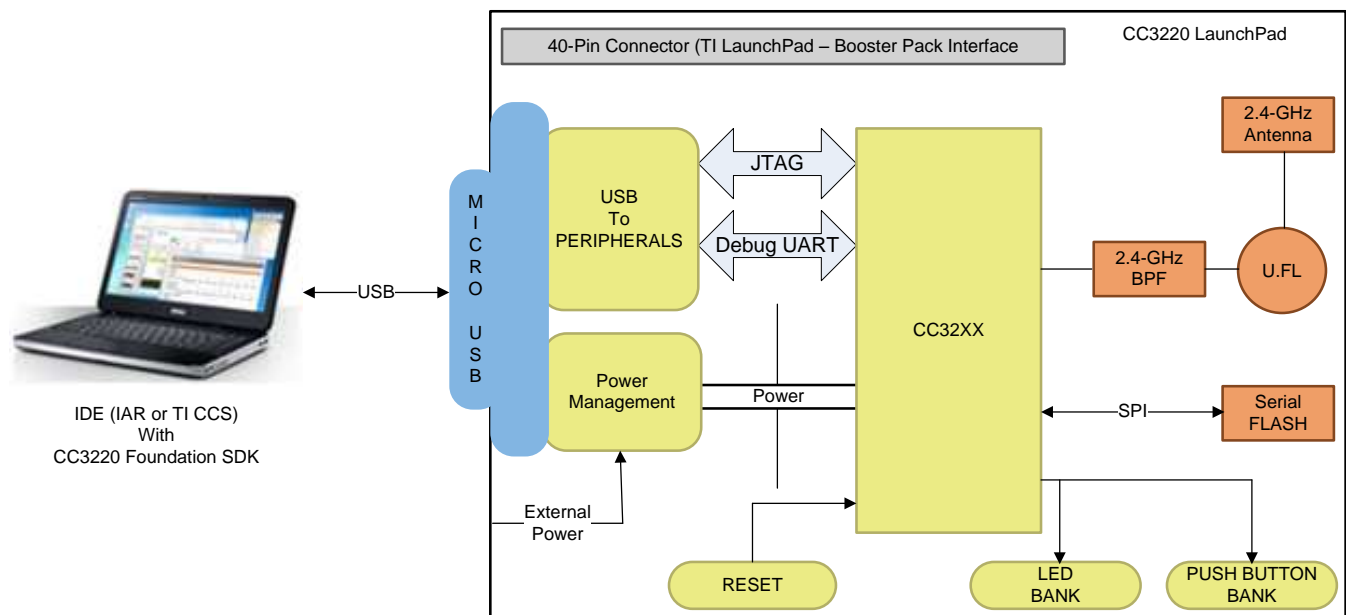 40-Pin Connector (TI LaunchPad – Booster Pack Interface
CC3220 LaunchPad
2.4-GHz
Antenna
MICRO USB
USB
To
PERIPHERALS
JTAG
Debug UART
CC32XX
2.4-GHz
BPF
U.FL
USB
Power
Management
Power
SPI
Serial
FLASH
IDE (IAR or TI CCS)
With
CC3220 Foundation SDK
External
Power
RESET
LED
BANK
PUSH BUTTON
BANK